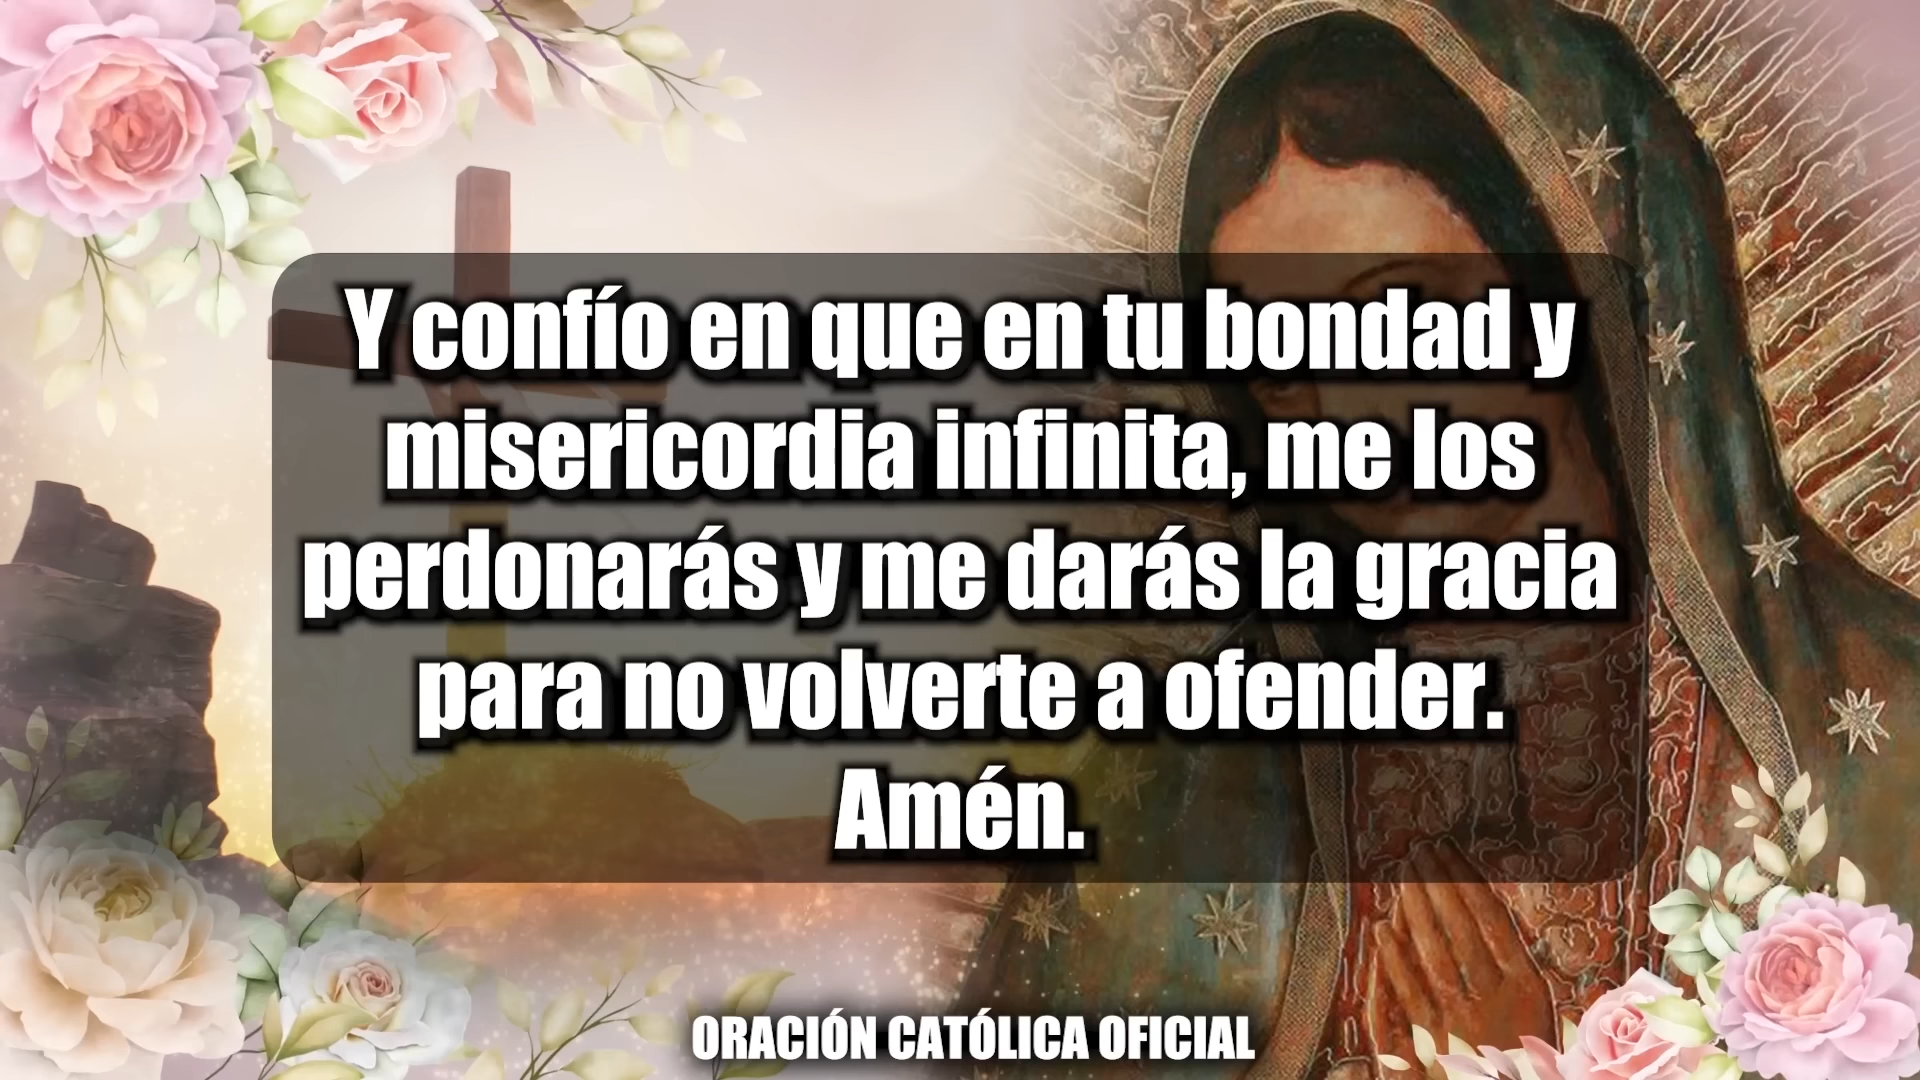 Y confío en que en tu bondad y
misericordia infinita, me los
perdonarás y me darás la gracia
para no volverte a ofender.
Amén.
ORACIÓN CATÓLICA OFICIAL